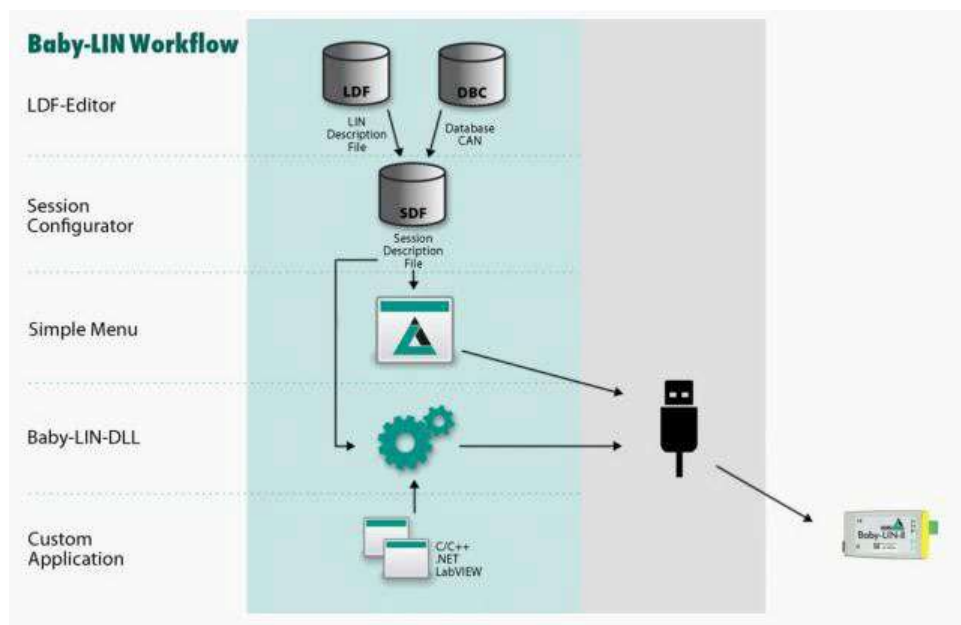 Baby-LIN Workflow
LDF-Editor
LDF
DBC
LIN
Description
File
Database
CAN
Session
Configurator
SDF
Session
Description
File
Simple Menu
Baby-LIN-DLL
Custom
Application
C/C++
.NET
LabVIEW
Baby-LIN-II